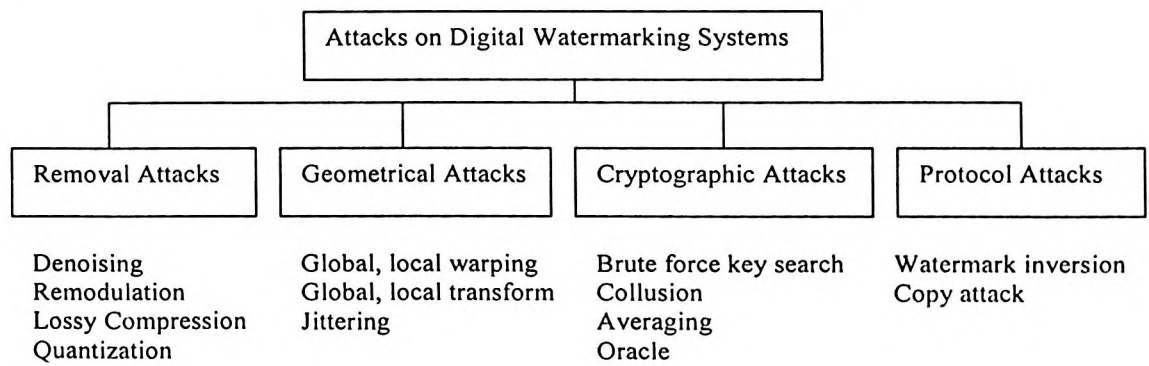 Attacks on Digital Watermarking Systems
Removal Attacks
Geometrical Attacks
Cryptographic Attacks
Protocol Attacks
Denoising
Remodulation
Lossy Compression
Quantization
Global, local warping
Global, local transform
Jittering
Brute force key search
Collusion
Averaging
Oracle
Watermark inversion
Copy attack